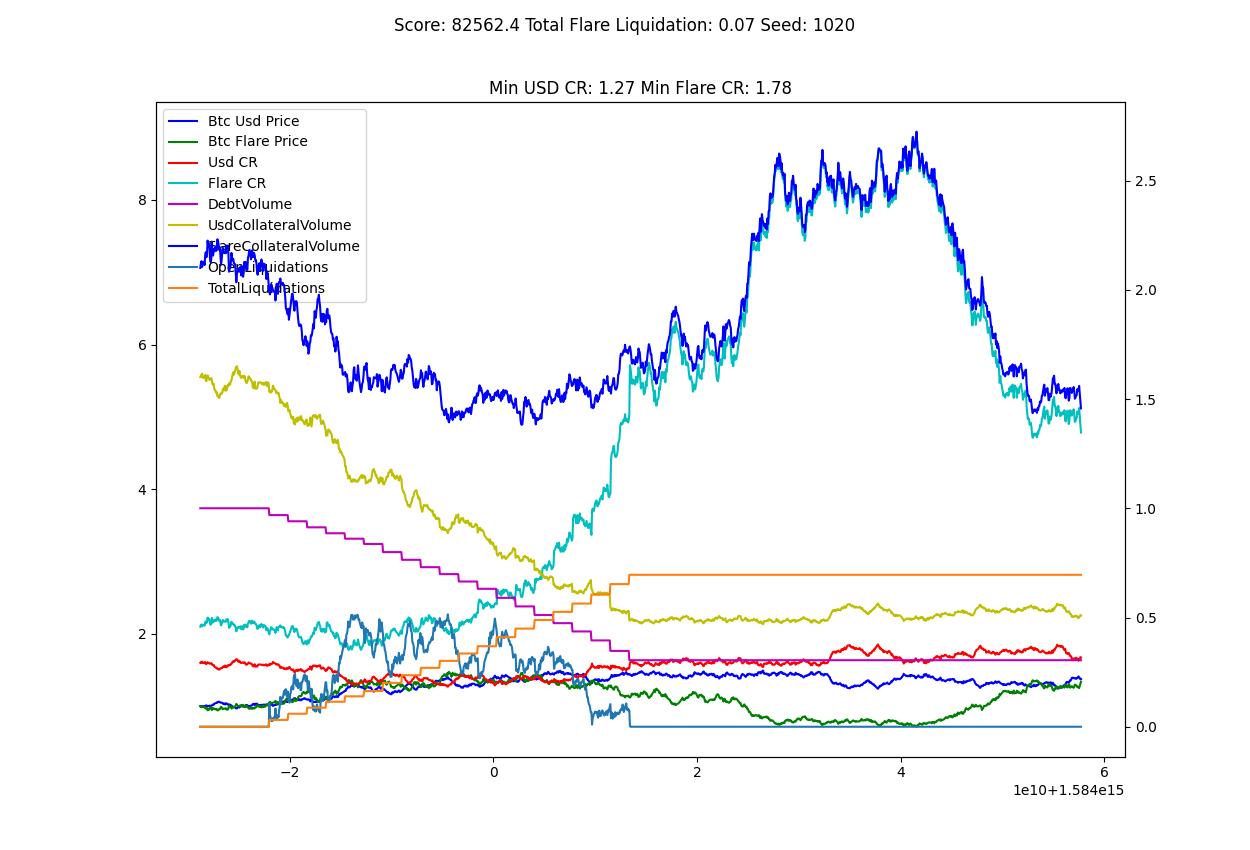 Score: 82562.4 Total Flare Liquidation: 0.07 Seed: 1020
Min USD CR: 1.27 Min Flare CR: 1.78
Btc Usd Price
Btc Flare Price
Usd CR
Flare CR
DebtVolume
UsdCollateralVolume
FlareCollateralVolume
OpenLiquidations
TotalLiquidations
8
6
4
2
2.5
2.0
1.5
1.0
0.5
0.0
−2 0 2 4 6
1e10+1.584e15